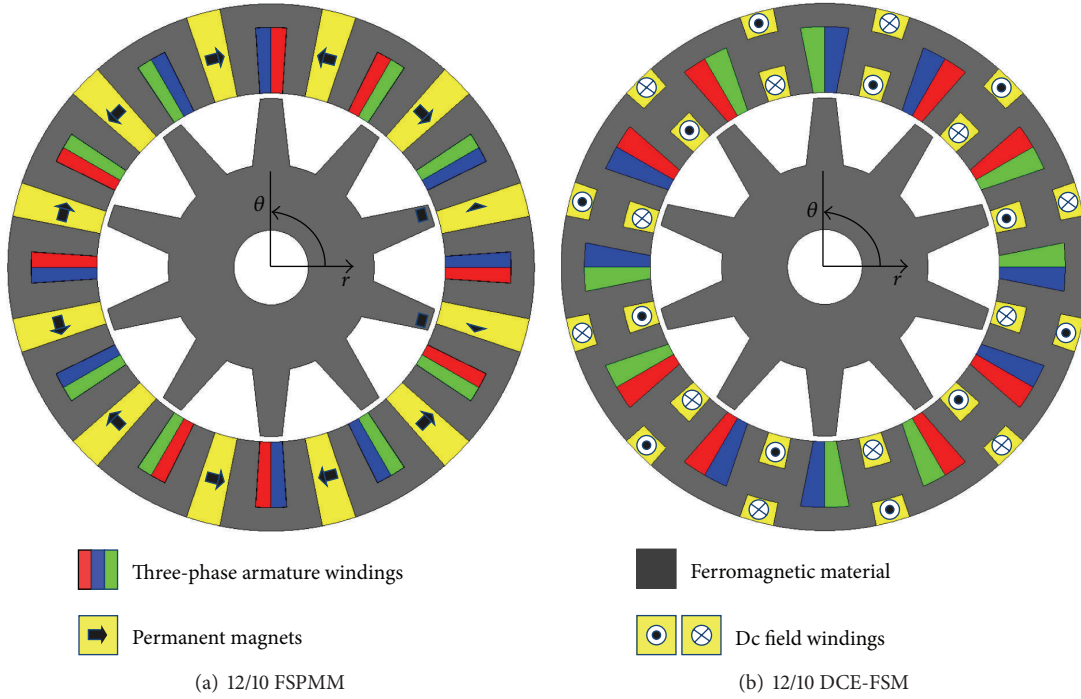 θ
r
θ
r
Three-phase armature windings
Ferromagnetic material
Permanent magnets
Dc field windings
(a) 12/10 FSPMM
(b) 12/10 DCE-FSM